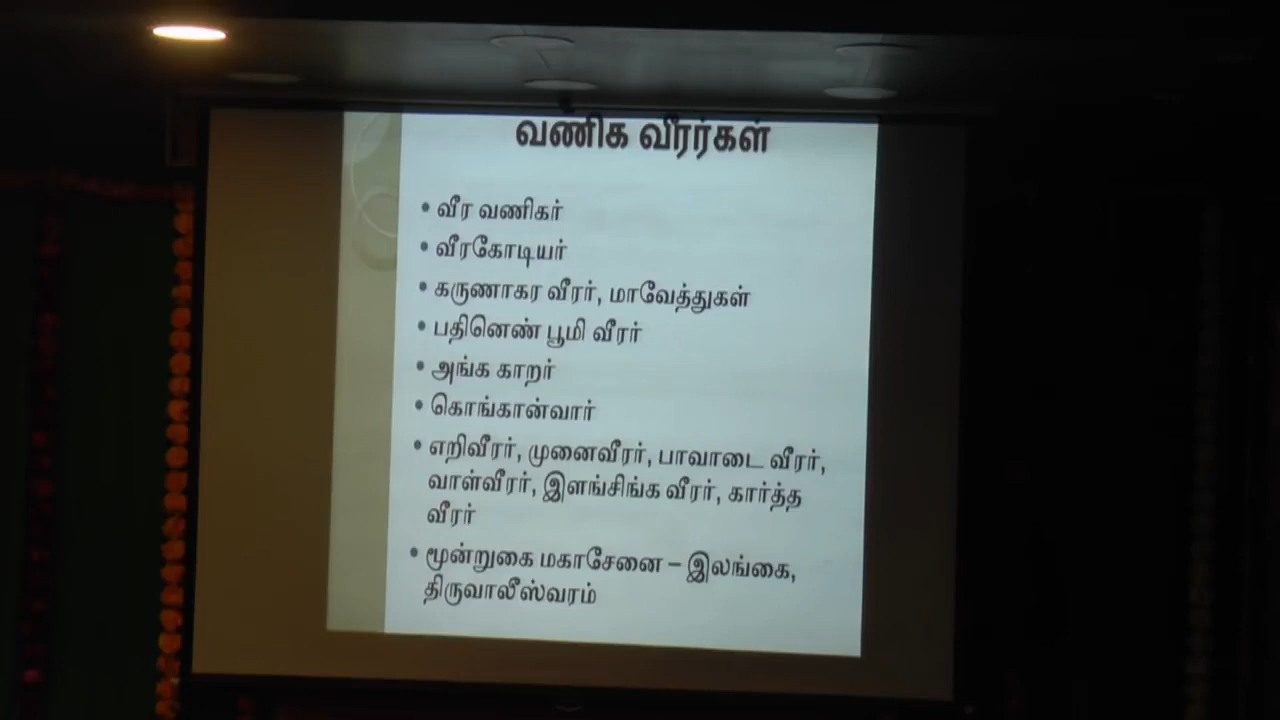 வணிக வீரர்கள்
• வீர வணிகர்
• வீரகோடியர்
• கருணாகர வீரர், மாவேத்துகள்
• பதினெண் பூமி வீரர்
• அங்க காறர்
• கொங்கான்வார்
• எறிவீரர், முனைவீரர், பாவாடை வீரர்,
வாள்வீரர், இளங்சிங்க வீரர், கார்த்த
வீரர்
• மூன்றுகை மகாசேனை – இலங்கை,
திருவாலீஸ்வரம்